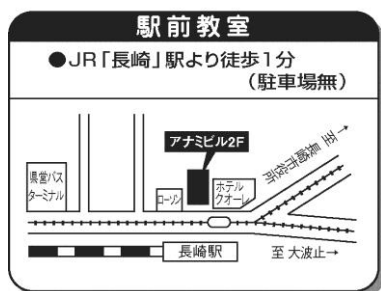 駅前教室
●JR「長崎」駅より徒歩1分
(駐車場無)
アナミビル2F
至長崎市役所→
県営バス
ターミナル
ローソン
ホテル
クオーレ
長崎駅
至 大波止→